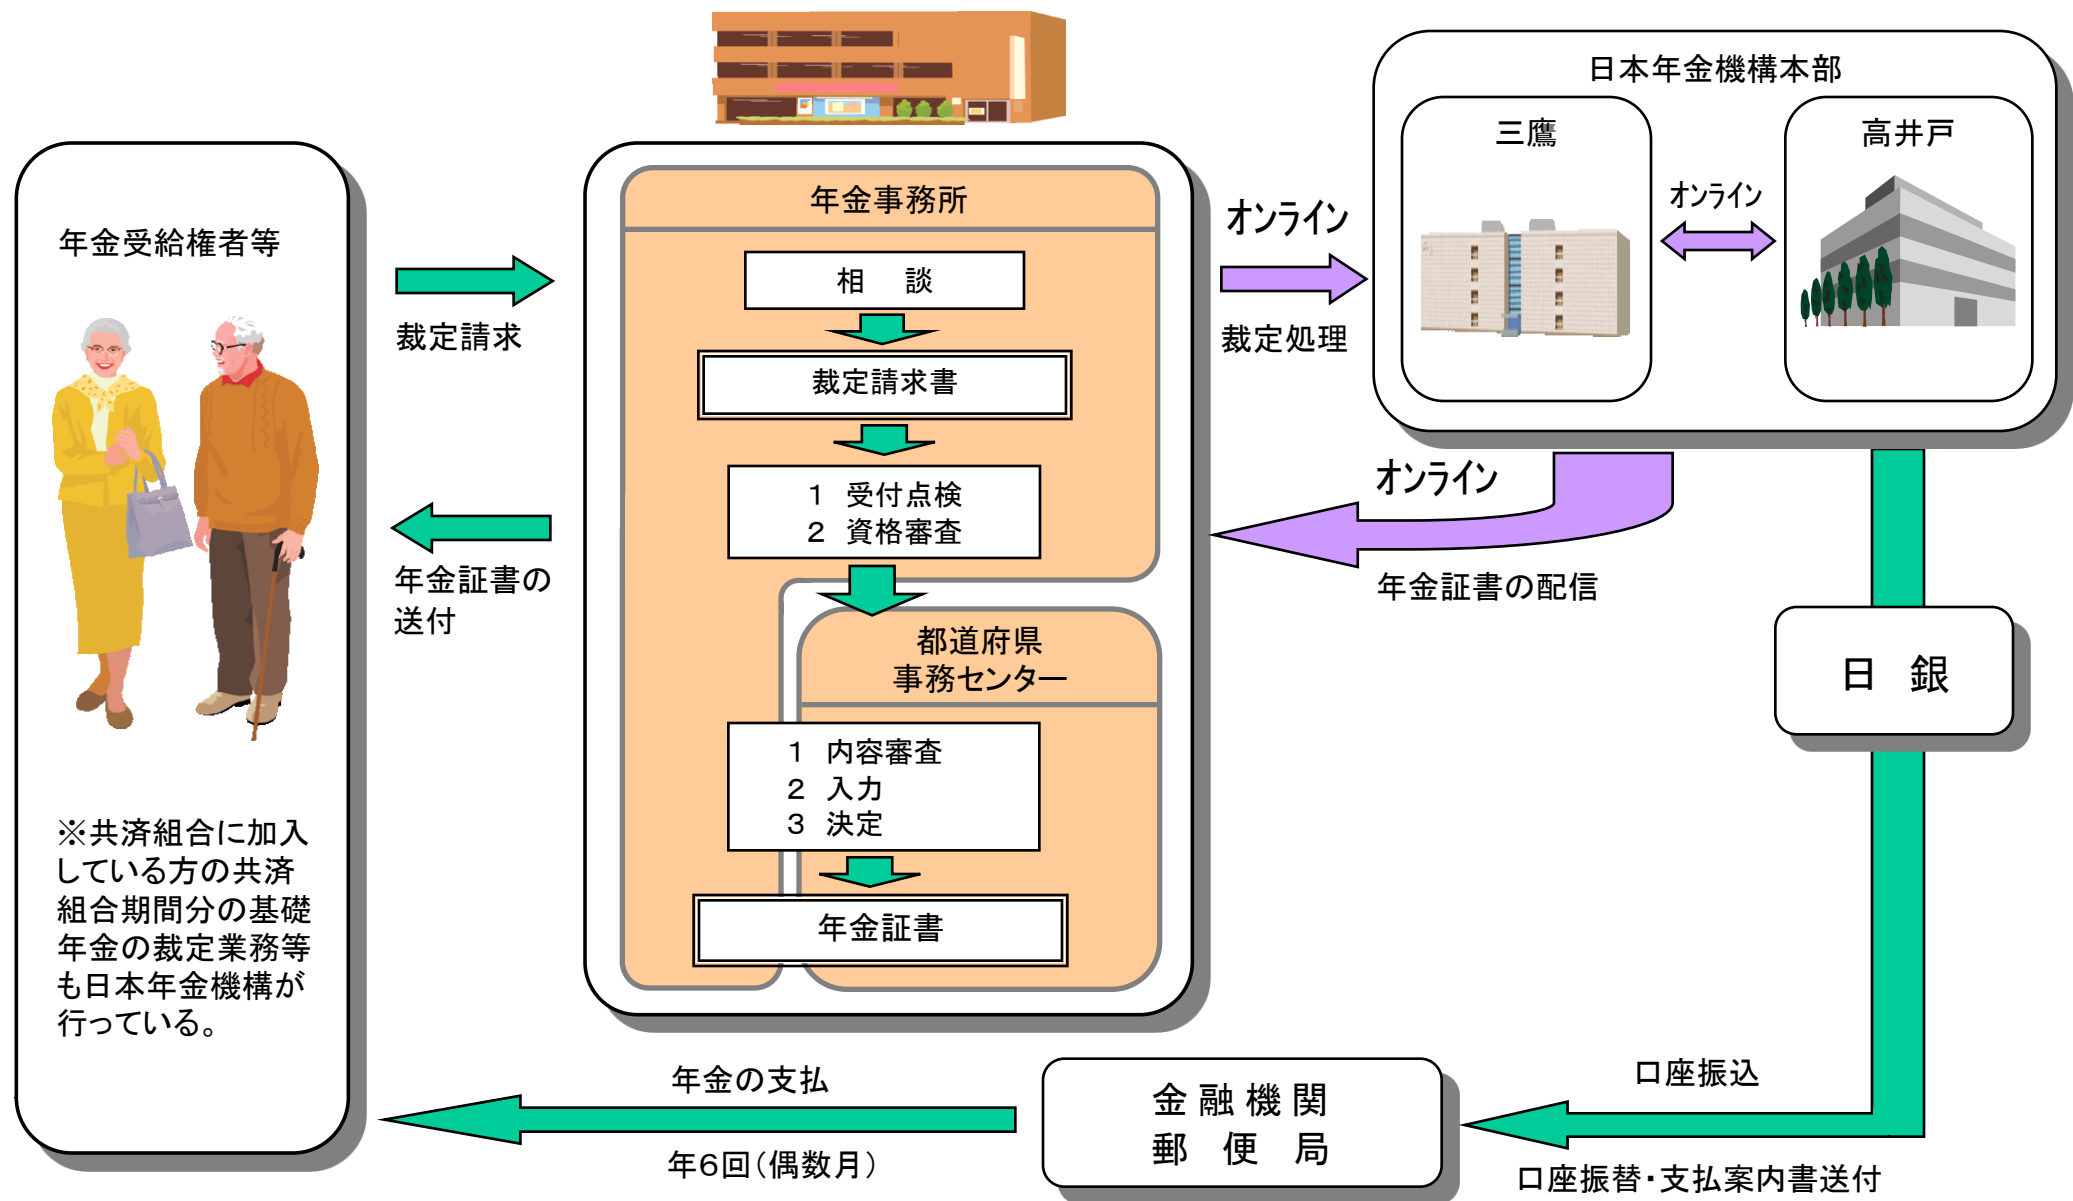 年金受給権者等
※共済組合に加入
している方の共済
組合期間分の基礎
年金の裁定業務等
も日本年金機構が
行っている。
裁定請求
年金証書の
送付
年金事務所
相 談
裁定請求書
1 受付点検
2 資格審査
都道府県
事務センター
1 内容審査
2 入力
3 決定
年金証書
オンライン
裁定処理
日本年金機構本部
三鷹
オンライン
高井戸
オンライン
年金証書の配信
日 銀
口座振込
口座振替・支払案内書送付
金融機関
郵 便 局
年金の支払
年6回(偶数月)